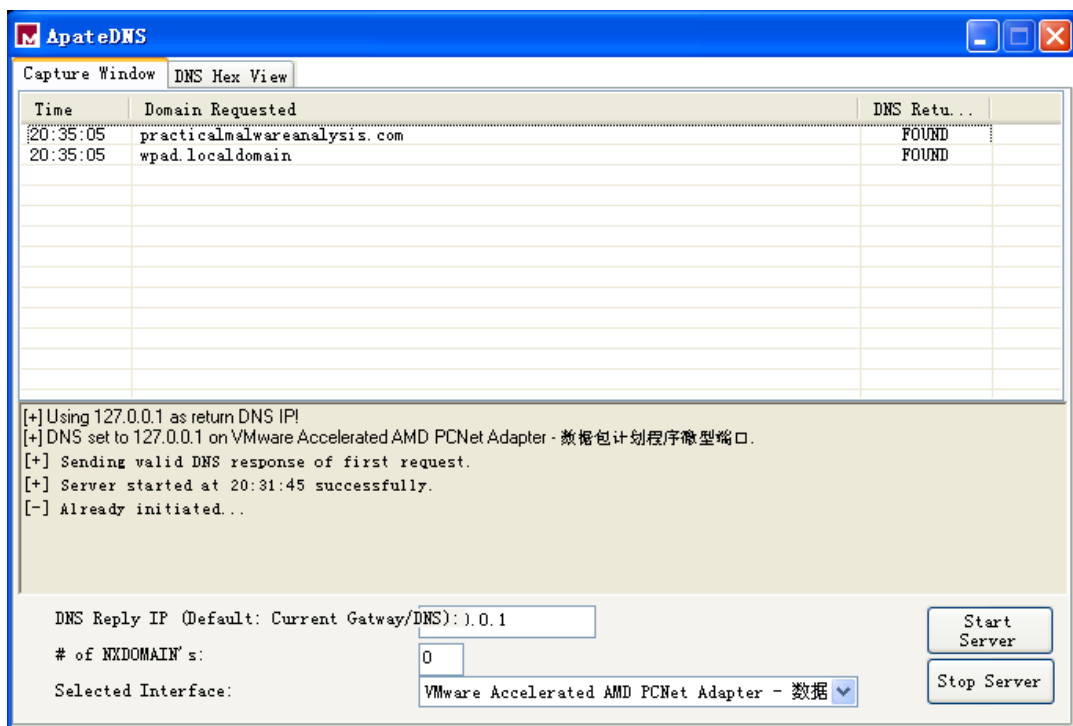 ApateDNS
Capture Window DNS Hex View
Time Domain Requested DNS Retu...
20:35:05 practicalmalwareanalysis.com FOUND
20:35:05 wpad.localdomain FOUND
[+] Using 127.0.0.1 as return DNS IP!
[+] DNS set to 127.0.0.1 on VMware Accelerated AMD PCNet Adapter - 数据包计划程序微型端口.
[+] Sending valid DNS response of first request.
[+] Server started at 20:31:45 successfully.
[-] Already initiated...
DNS Reply IP (Default: Current Gatway/DNS): ).0.1
Start Server
# of NXDOMAIN's: 0
Selected Interface: VMware Accelerated AMD PCNet Adapter - 数据
Stop Server